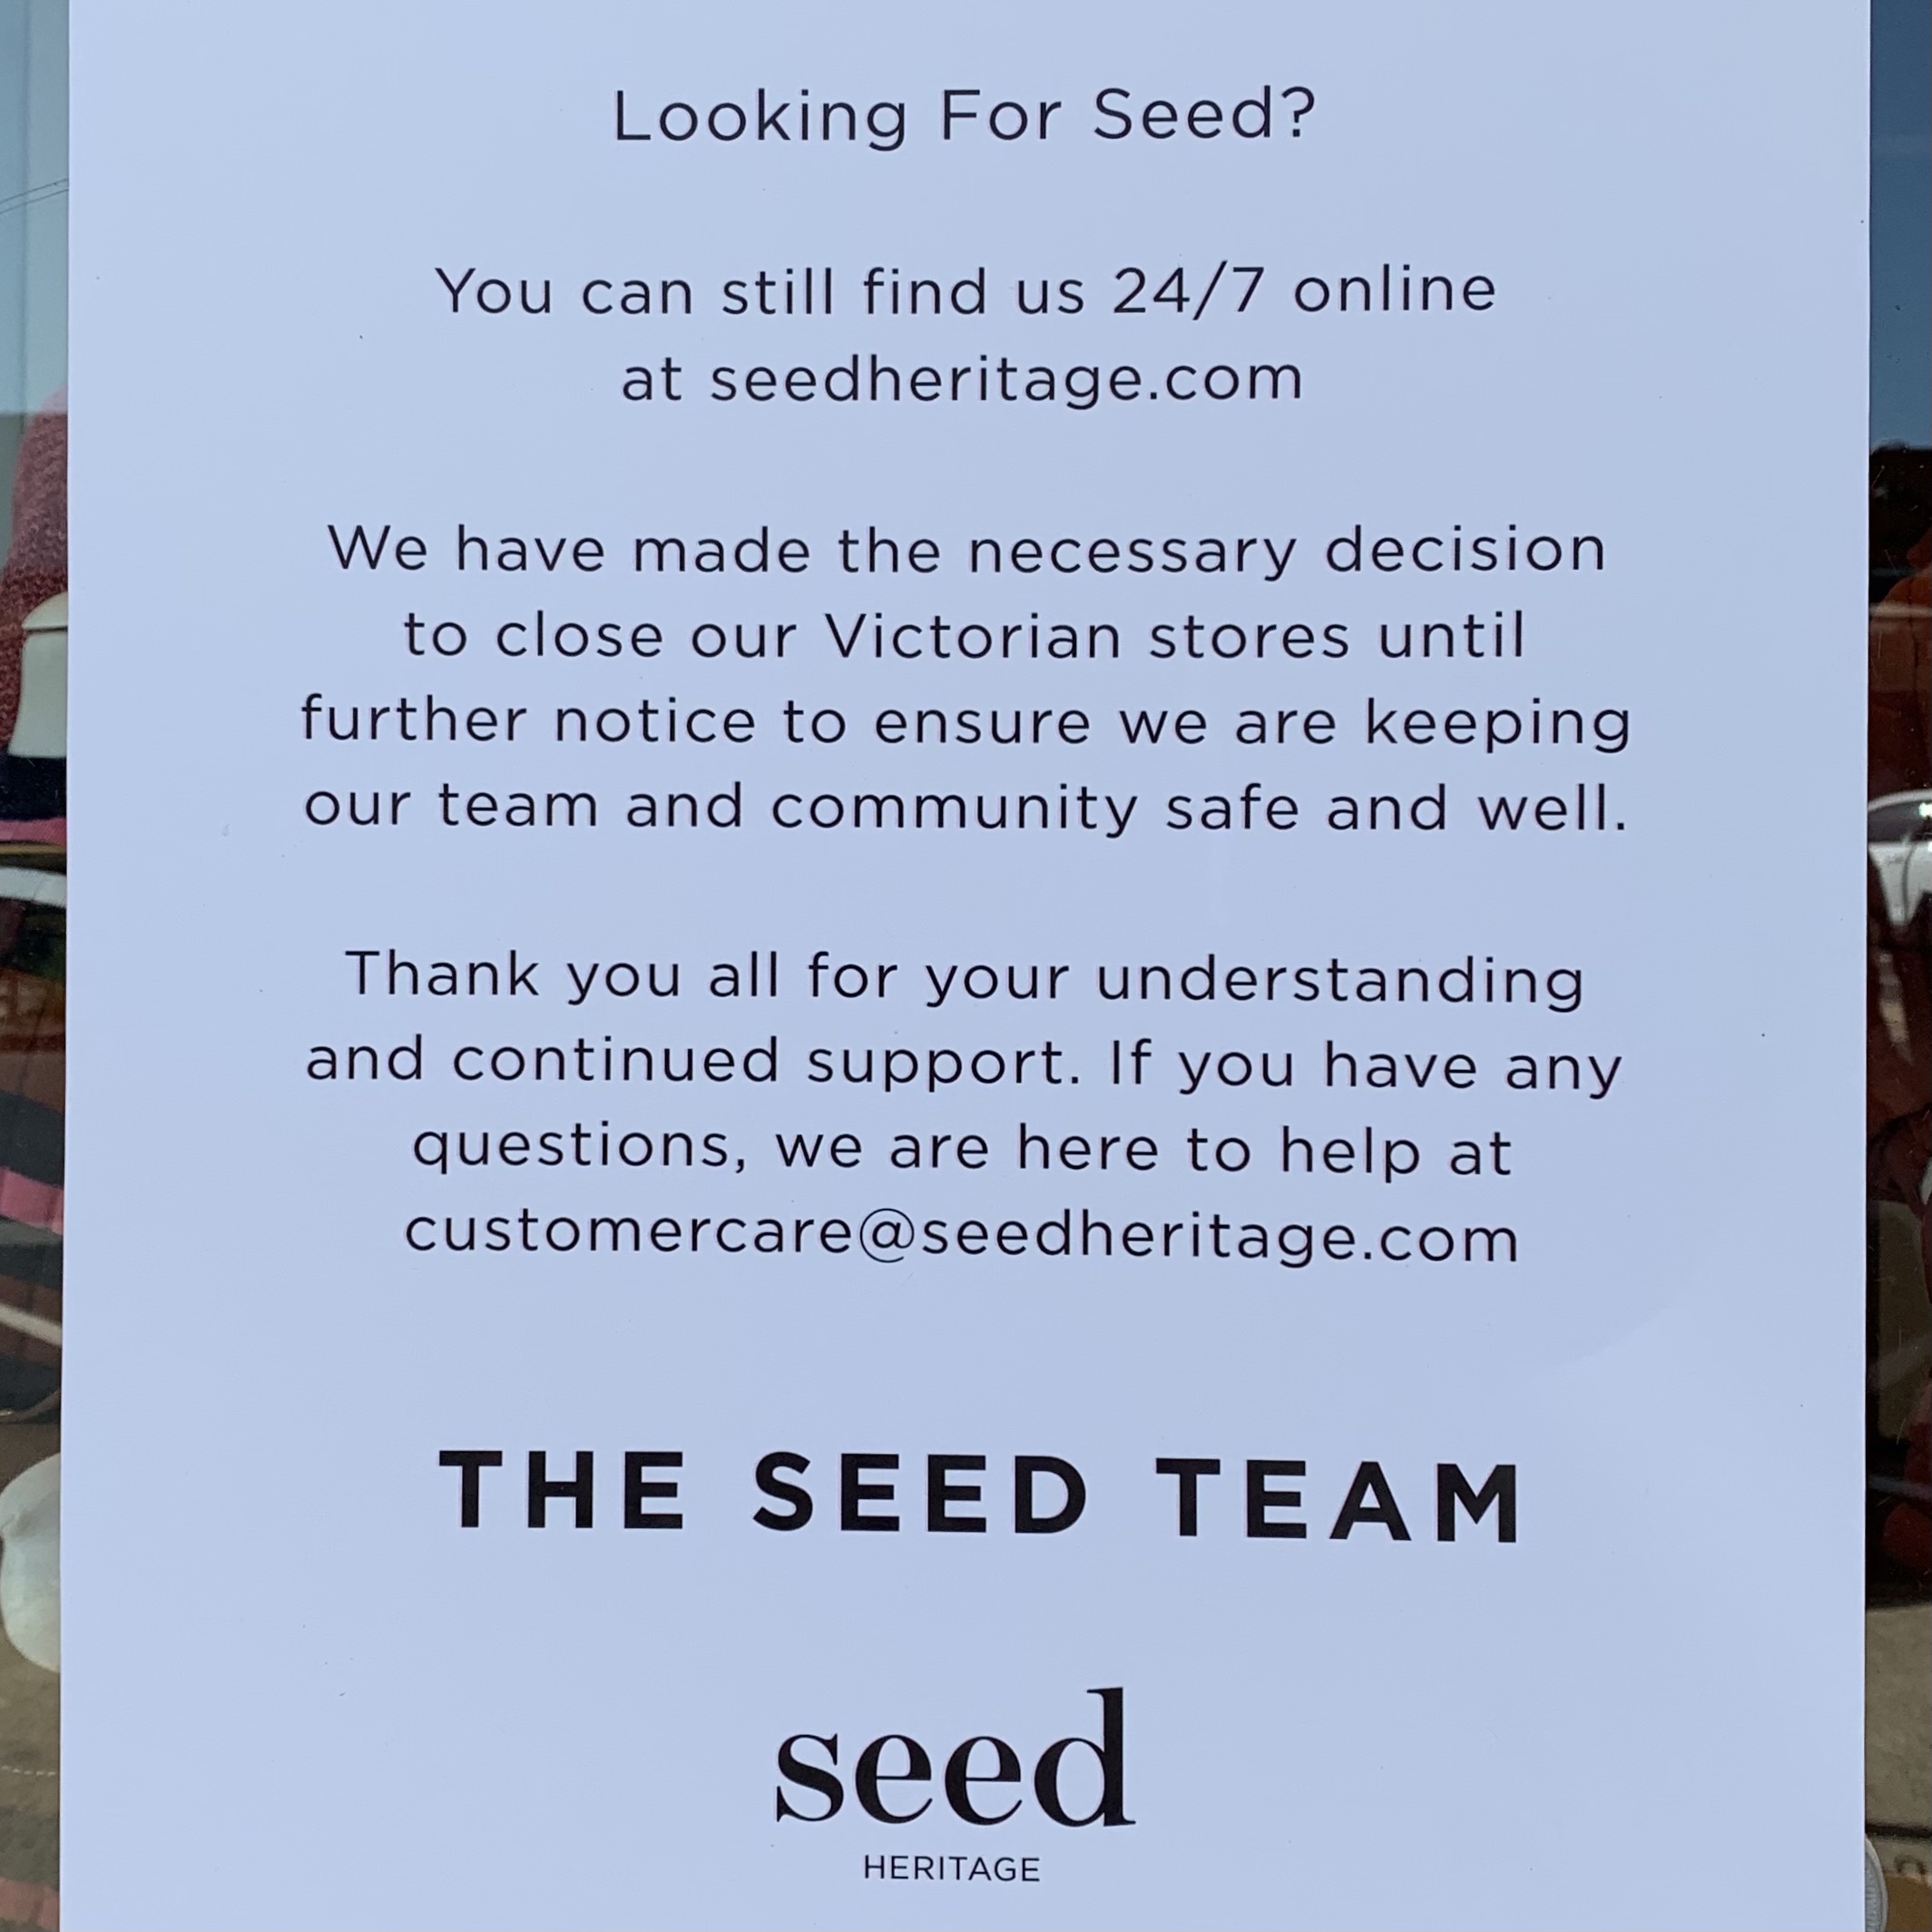 Looking For Seed?
You can still find us 24/7 online
at seedheritage.com
We have made the necessary decision
to close our Victorian stores until
further notice to ensure we are keeping
our team and community safe and well.
Thank you all for your understanding
and continued support. If you have any
questions, we are here to help at
customercare@seedheritage.com
THE SEED TEAM
seed
HERITAGE